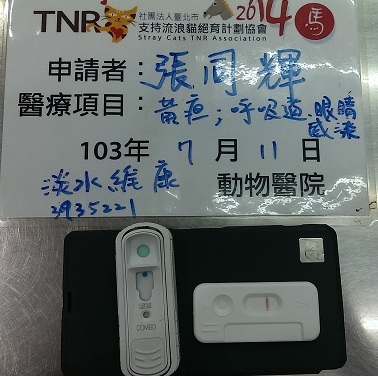 TNR 社團法人臺北市 2014 馬
支持流浪貓絕育計劃協會
Stray Cats TNR Association
申請者：張同輝
醫療項目：黃疸；呼吸道、眼睛感染
103年 7 月 11 日
淡水維康 動物醫院
2935221
COMBO